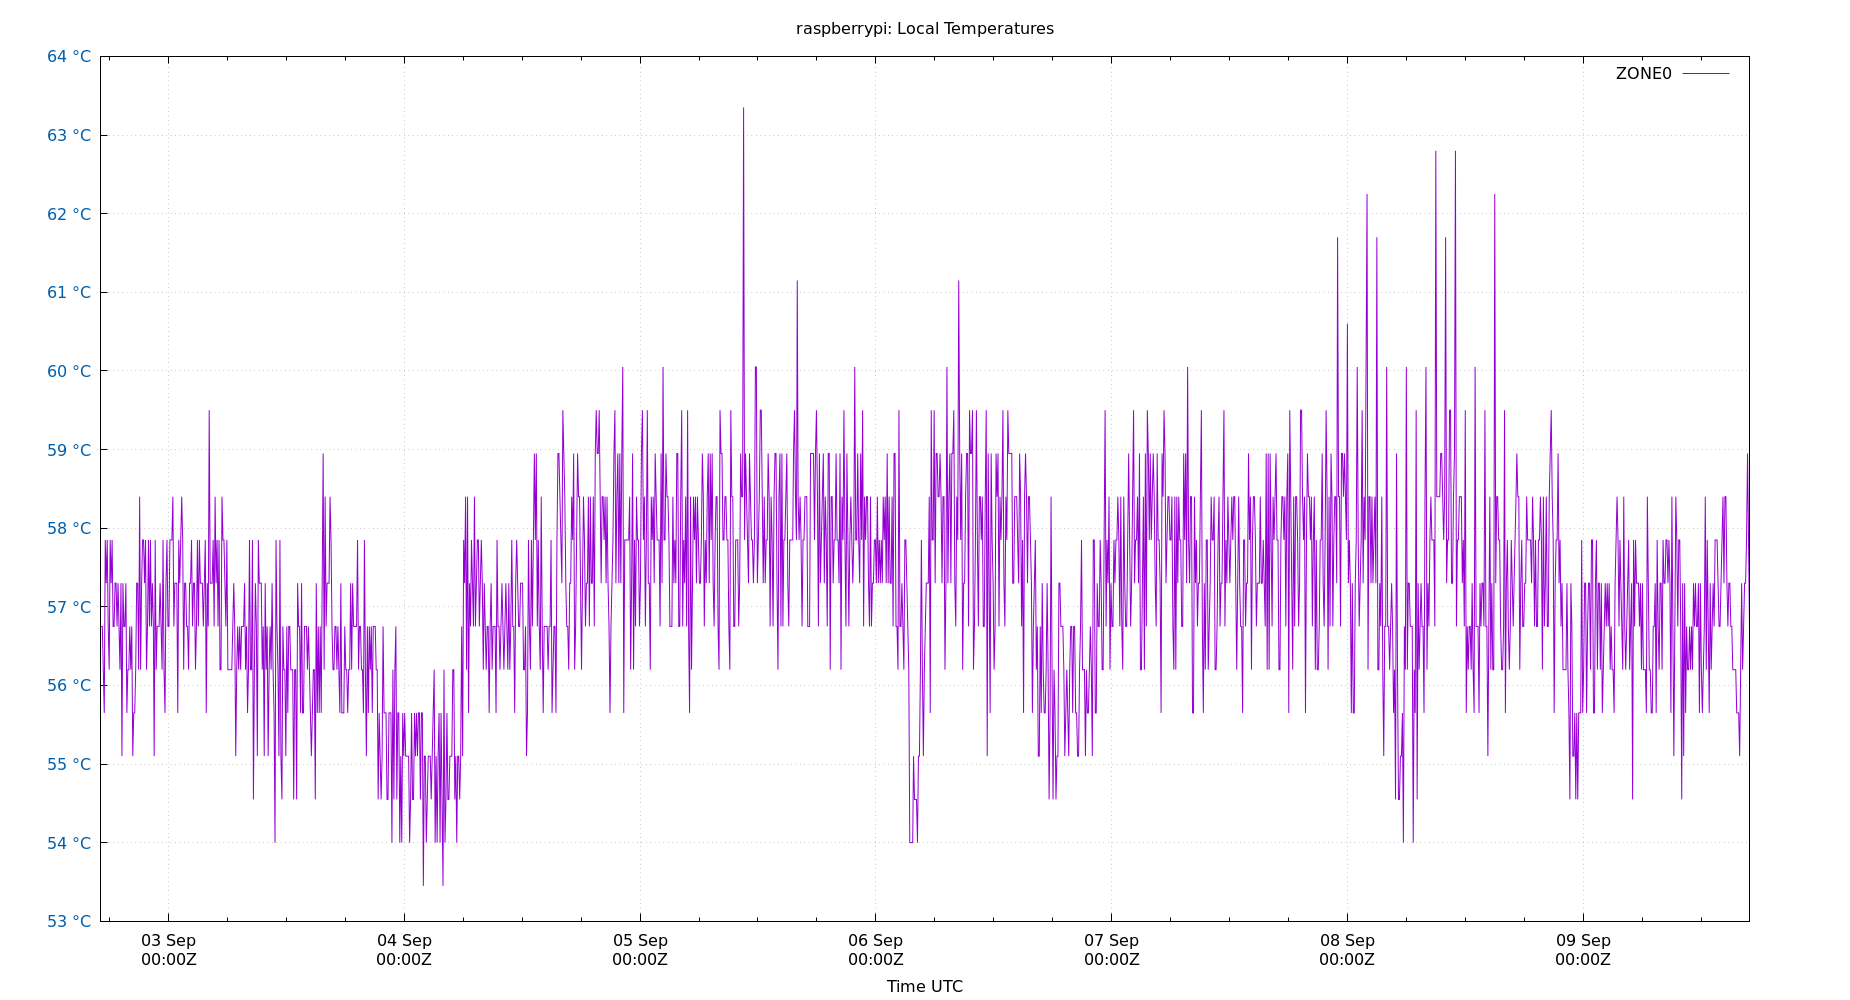 raspberrypi: Local Temperatures
64 °C
ZONE0
63 °C
62 °C
61 °C
60 °C
59 °C
58 °C
57 °C
56 °C
55 °C
54 °C
53 °C
03 Sep 04 Sep 05 Sep 06 Sep 07 Sep 08 Sep 09 Sep
00:00Z 00:00Z 00:00Z 00:00Z 00:00Z 00:00Z 00:00Z
Time UTC